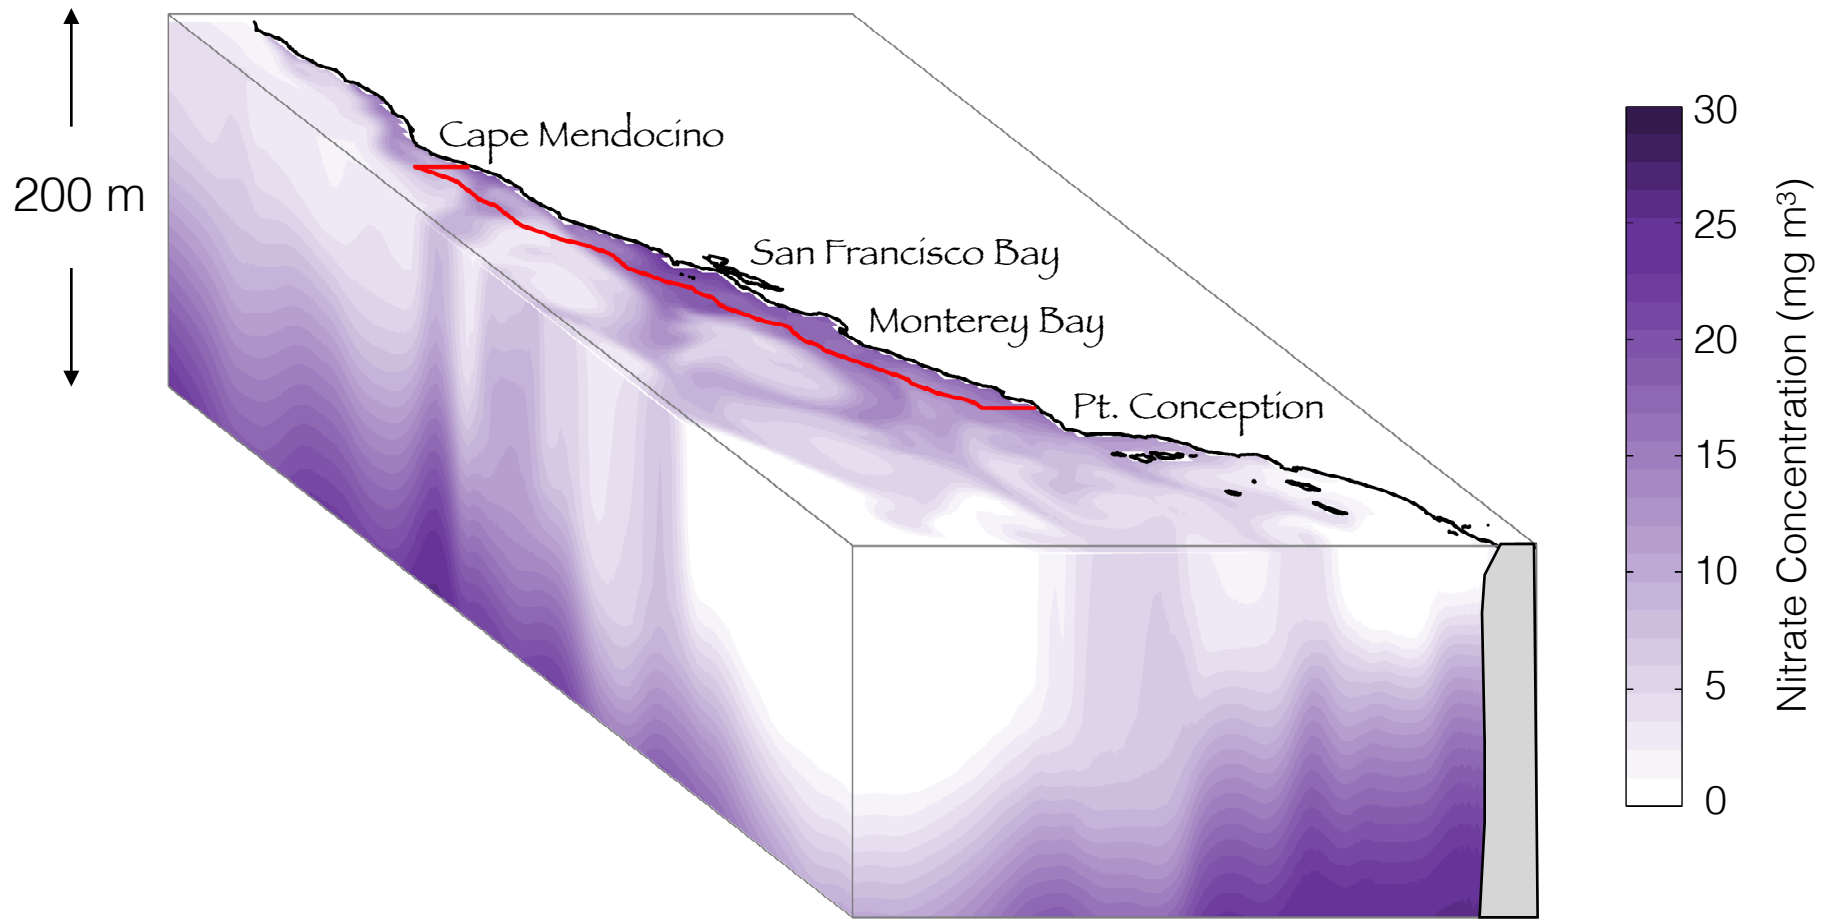 200 m
Cape Mendocino
San Francisco Bay
Monterey Bay
Pt. Conception
30
25
20
15
10
5
0
Nitrate Concentration (mg m³)